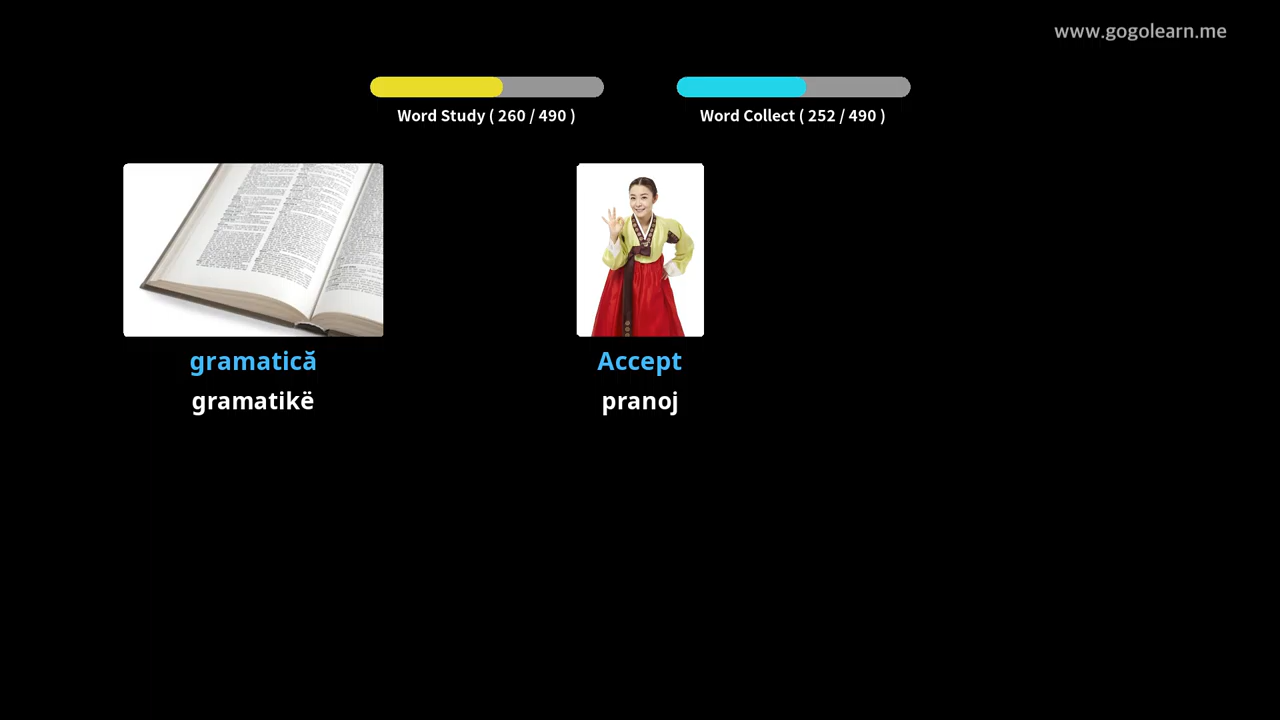 www.gogolearn.me
Word Study ( 260 / 490 )
Word Collect ( 252 / 490 )
gramatică
gramatikë
Accept
pranoj